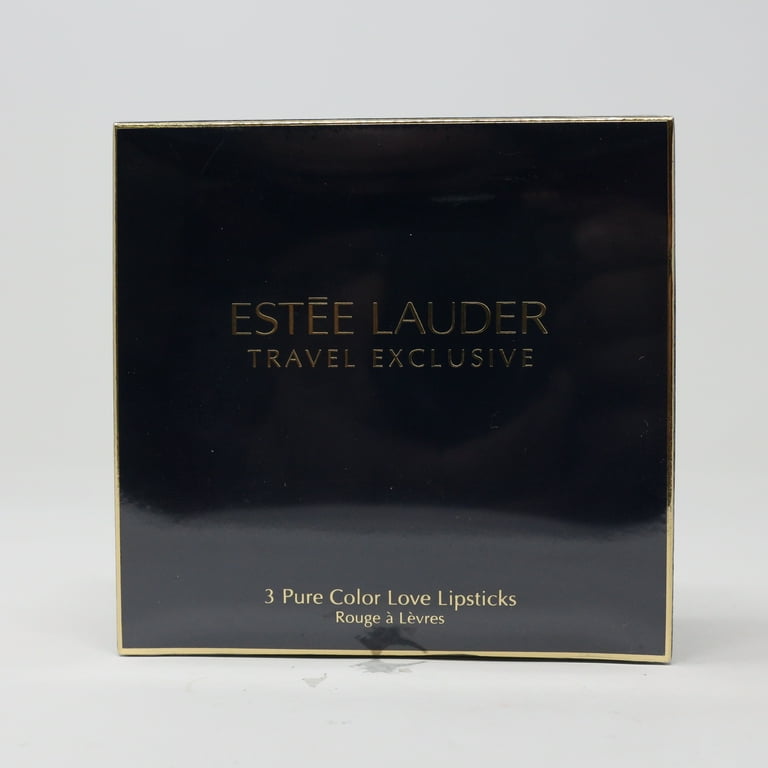 ESTĒE LAUDER
TRAVEL EXCLUSIVE
3 Pure Color Love Lipsticks
Rouge à Lèvres